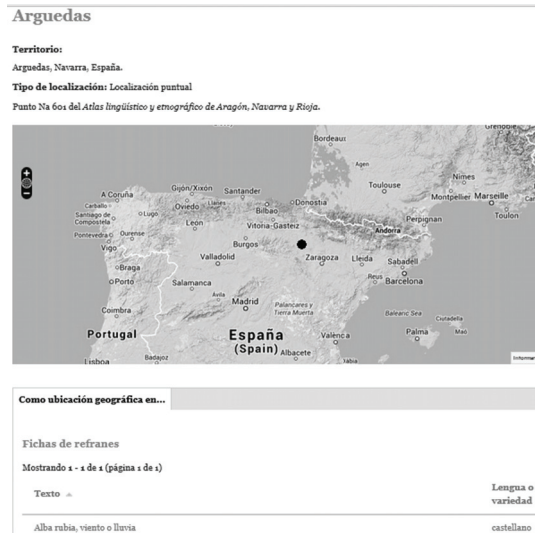 Arguedas
Territorio:
Arguedas, Navarra, España.
Tipo de localización: Localización puntual
Punto Na 601 del Atlas lingüístico y etnográfico de Aragón, Navarra y Rioja.
Bordeaux
Grenoble
Agen
Toulouse
Nimes
Montpellier
Marseille
Toulon
A Coruña
Gijón/Xixón
Santander
Donostia
Carballo
Oviedo
Llanes
Bilbao
Santiago de Compostela
Lugo
León
Vitoria-Gasteiz
Perpignan
Andorra
Pontevedra
Ourense
Burgos
Vigo
Valladolid
Zaragoza
Lleida
Sabadell
Braga
Reus
Barcelona
Porto
Salamanca
Ávila
Madrid
Palancares y Tierra Muerta
Coimbra
Balearic Sea
Ciutadella
Portugal
España
(Spain)
València
Palma
Maó
Albacete
Lisboa
Badajoz
Como ubicación geográfica en...
Fichas de refranes
Mostrando 1 - 1 de 1 (página 1 de 1)
Texto
Lengua o variedad
Alba rubia, viento o lluvia
castellano